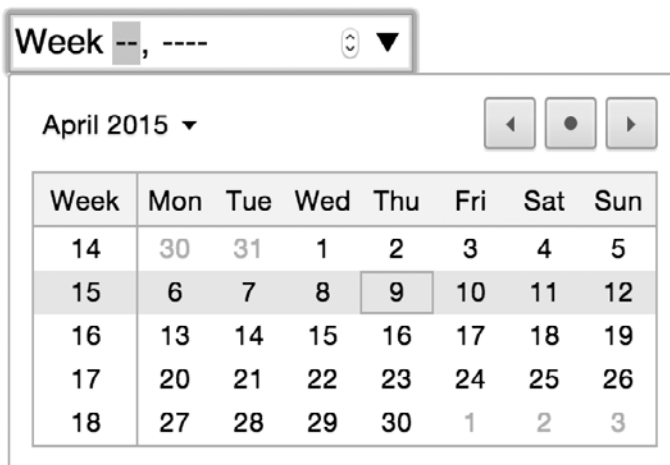 Week --, ----
April 2015
Week Mon Tue Wed Thu Fri Sat Sun
14 30 31 1 2 3 4 5
15 6 7 8 9 10 11 12
16 13 14 15 16 17 18 19
17 20 21 22 23 24 25 26
18 27 28 29 30 1 2 3